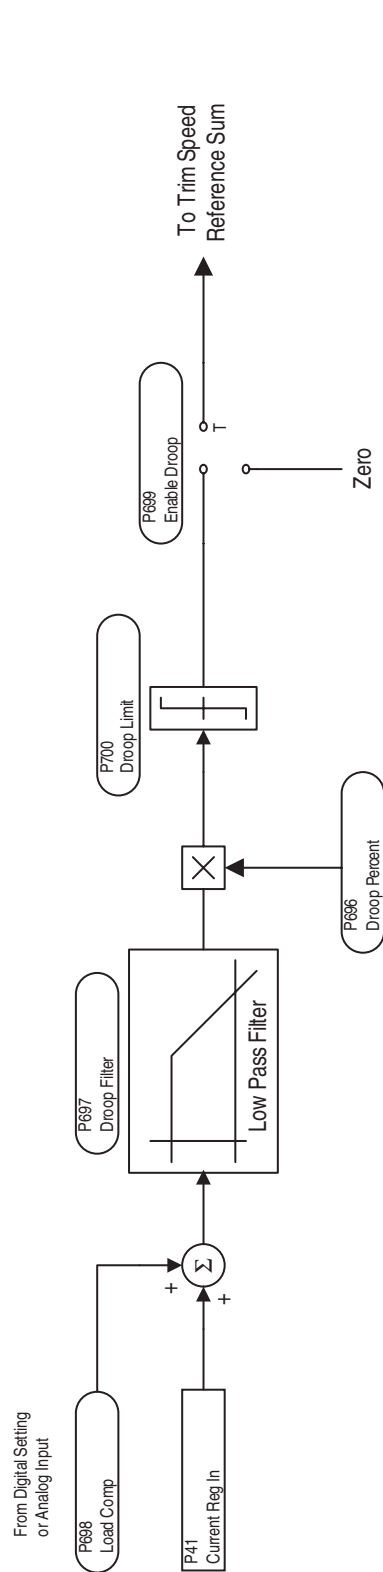 From Digital Setting
or Analog Input
P698
Load Comp
P41
Current Reg In
+
+
Σ
P697
Droop Filter
Low Pass Filter
P696
Droop Percent
P700
Droop Limit
P699
Enable Droop
T
Zero
To Trim Speed
Reference Sum